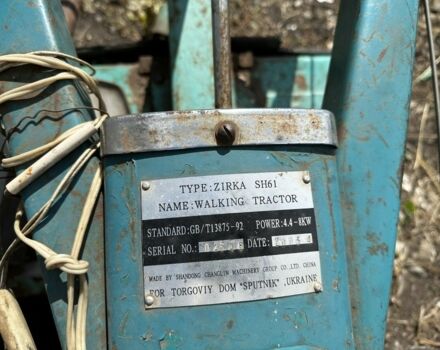 TYPE:ZIRKA SH61
NAME:WALKING TRACTOR
STANDARD:GB/T13875-92 POWER:4.4-8KW
SERIAL NO.: DATE:
MADE BY SHANDONG CHANGLIN MACHINERY GROUP CO.,LTD. CHINA
FOR TORGOVIY DOM "SPUTNIK" ,UKRAINE